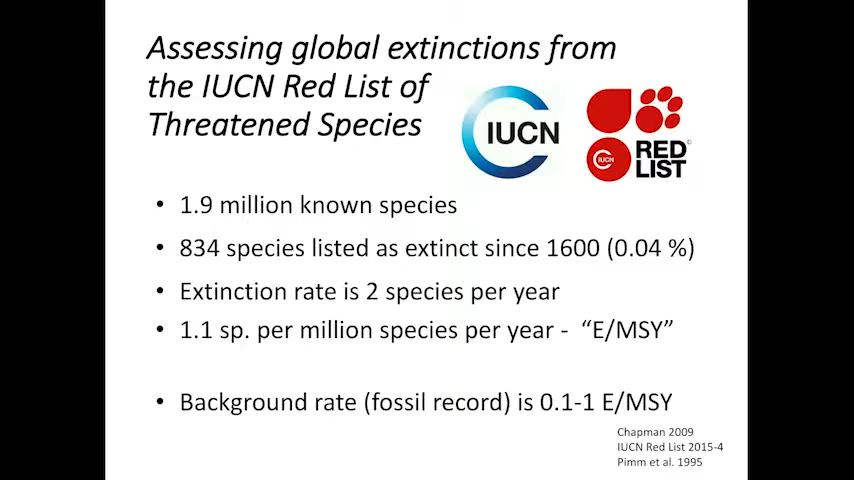 Assessing global extinctions from
the IUCN Red List of
Threatened Species
IUCN
IUCN
RED
LIST
©
• 1.9 million known species
• 834 species listed as extinct since 1600 (0.04 %)
• Extinction rate is 2 species per year
• 1.1 sp. per million species per year - “E/MSY”
• Background rate (fossil record) is 0.1-1 E/MSY
Chapman 2009
IUCN Red List 2015-4
Pimm et al. 1995